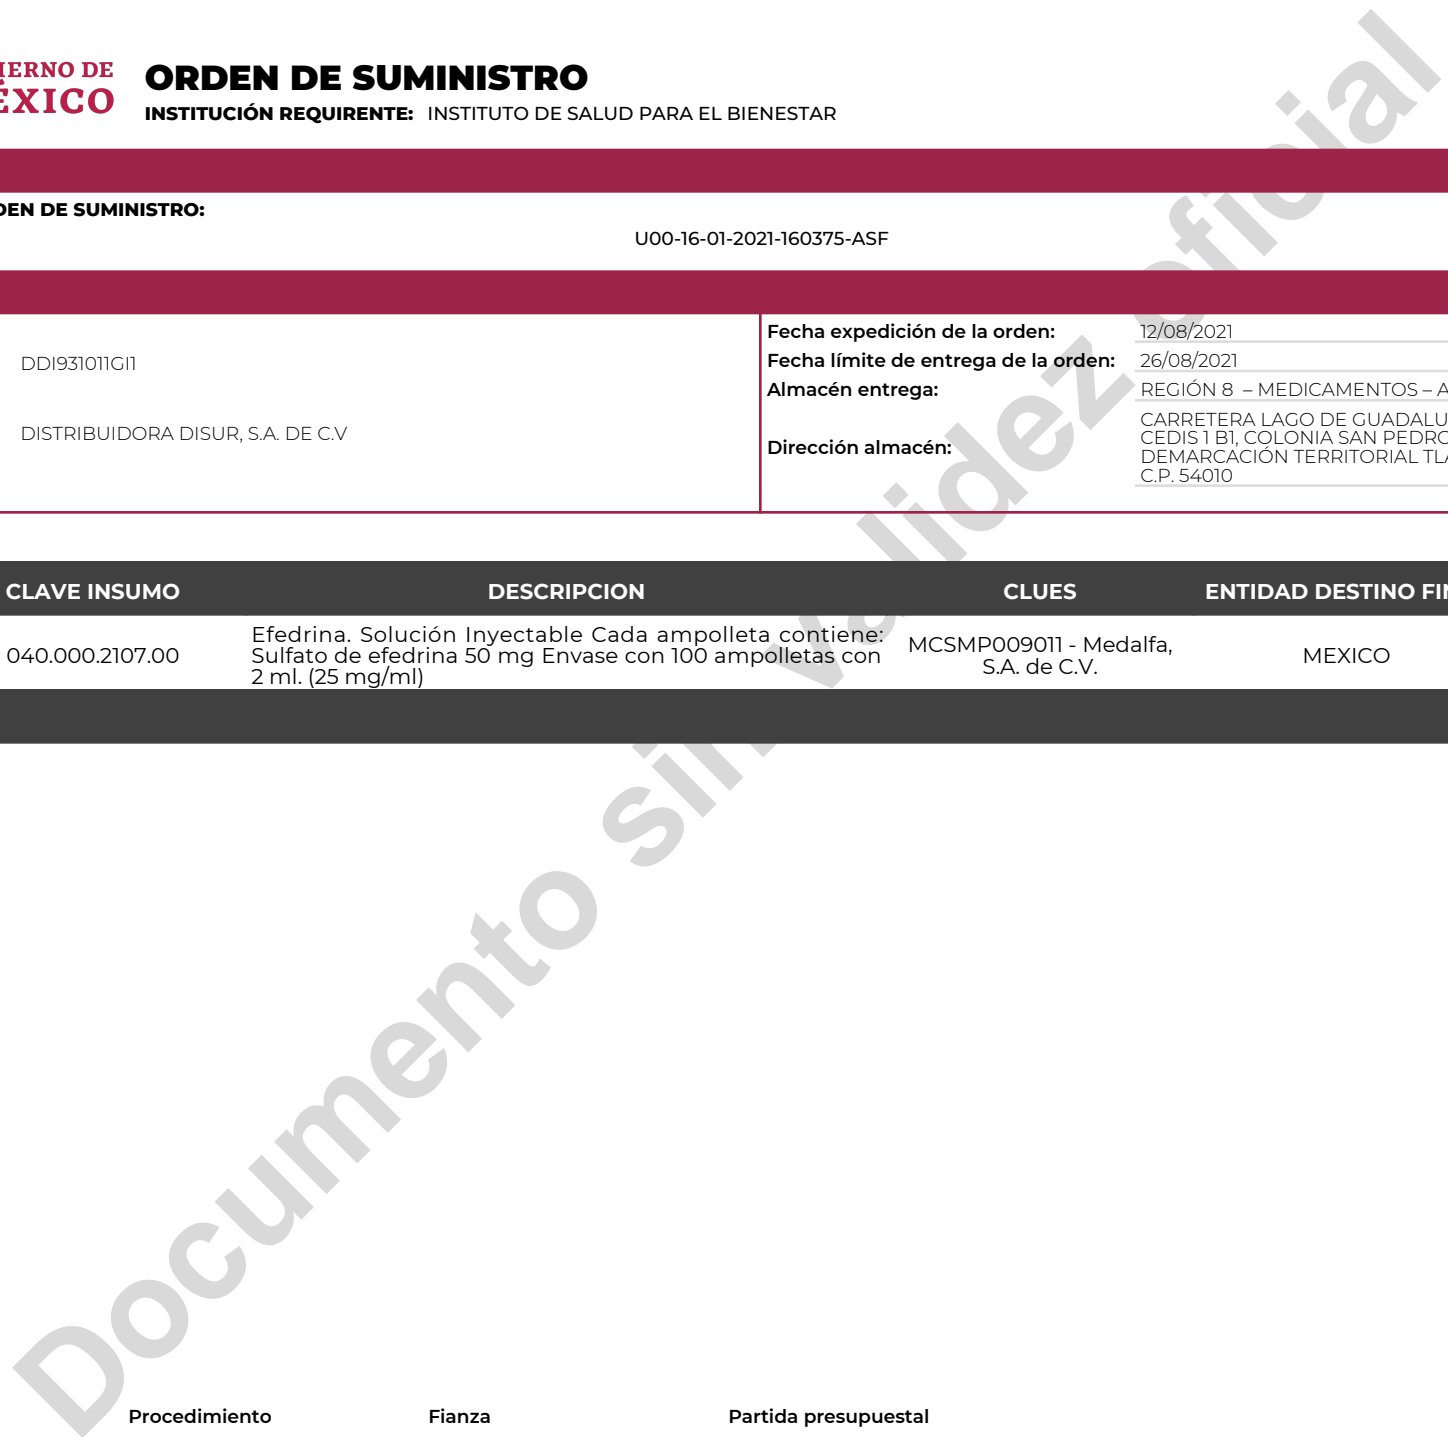 IERNO DE
ÉXICO
ORDEN DE SUMINISTRO
INSTITUCIÓN REQUIRENTE: INSTITUTO DE SALUD PARA EL BIENESTAR
DEN DE SUMINISTRO:
U00-16-01-2021-160375-ASF
DDI931011GI1
DISTRIBUIDORA DISUR, S.A. DE C.V
Fecha expedición de la orden: 12/08/2021
Fecha límite de entrega de la orden: 26/08/2021
Almacén entrega: REGIÓN 8 – MEDICAMENTOS – A
Dirección almacén:
CARRETERA LAGO DE GUADALU
CEDIS 1 B1, COLONIA SAN PEDRO
DEMARCACIÓN TERRITORIAL TLA
C.P. 54010
CLAVE INSUMO DESCRIPCION CLUES ENTIDAD DESTINO FIN
040.000.2107.00
Efedrina. Solución Inyectable Cada ampolleta contiene:
Sulfato de efedrina 50 mg Envase con 100 ampolletas con
2 ml. (25 mg/ml)
MCSMP009011 - Medalfa,
S.A. de C.V.
MEXICO
Documento sin validez oficial
Procedimiento Fianza Partida presupuestal